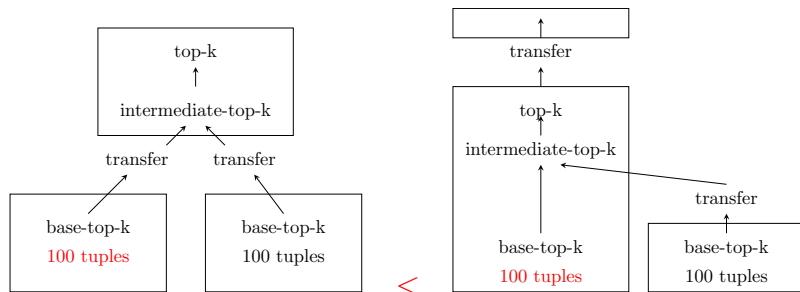 top-k
intermediate-top-k
transfer transfer
base-top-k base-top-k
100 tuples 100 tuples
<
transfer
top-k
intermediate-top-k
transfer
base-top-k base-top-k
100 tuples 100 tuples